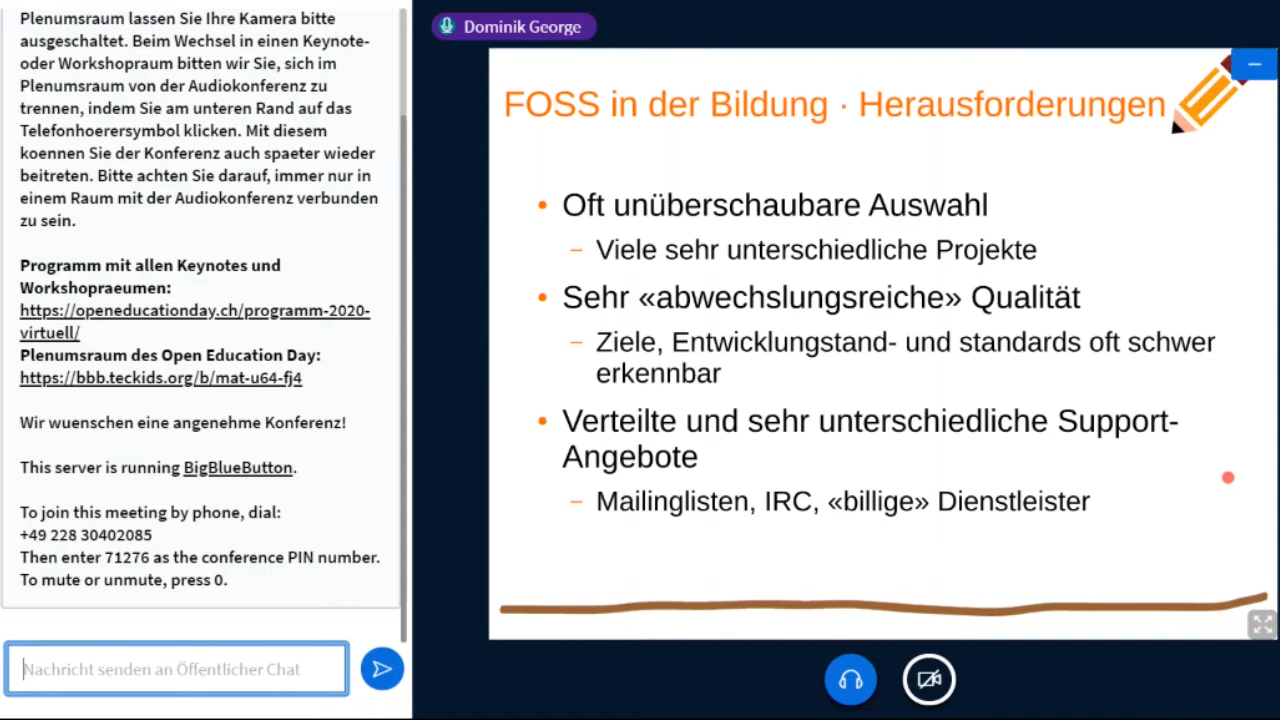 Plenumsraum lassen Sie Ihre Kamera bitte
ausgeschaltet. Beim Wechsel in einen Keynote-
oder Workshopraum bitten wir Sie, sich im
Plenumsraum von der Audiokonferenz zu
trennen, indem Sie am unteren Rand auf das
Telefonhoerersymbol klicken. Mit diesem
koennen Sie der Konferenz auch spaeter wieder
beitreten. Bitte achten Sie darauf, immer nur in
einem Raum mit der Audiokonferenz verbunden
zu sein.
Programm mit allen Keynotes und
Workshopraeumen:
https://openeducationday.ch/programm-2020-
virtuell/
Plenumsraum des Open Education Day:
https://bbb.teckids.org/b/mat-u64-fj4
Wir wuenschen eine angenehme Konferenz!
This server is running BigBlueButton.
To join this meeting by phone, dial:
+49 228 30402085
Then enter 71276 as the conference PIN number.
To mute or unmute, press 0.
Nachricht senden an Öffentlicher Chat
Dominik George
FOSS in der Bildung · Herausforderungen
• Oft unüberschaubare Auswahl
– Viele sehr unterschiedliche Projekte
• Sehr «abwechslungsreiche» Qualität
– Ziele, Entwicklungstand- und standards oft schwer
erkennbar
• Verteilte und sehr unterschiedliche Support-
Angebote
– Mailinglisten, IRC, «billige» Dienstleister